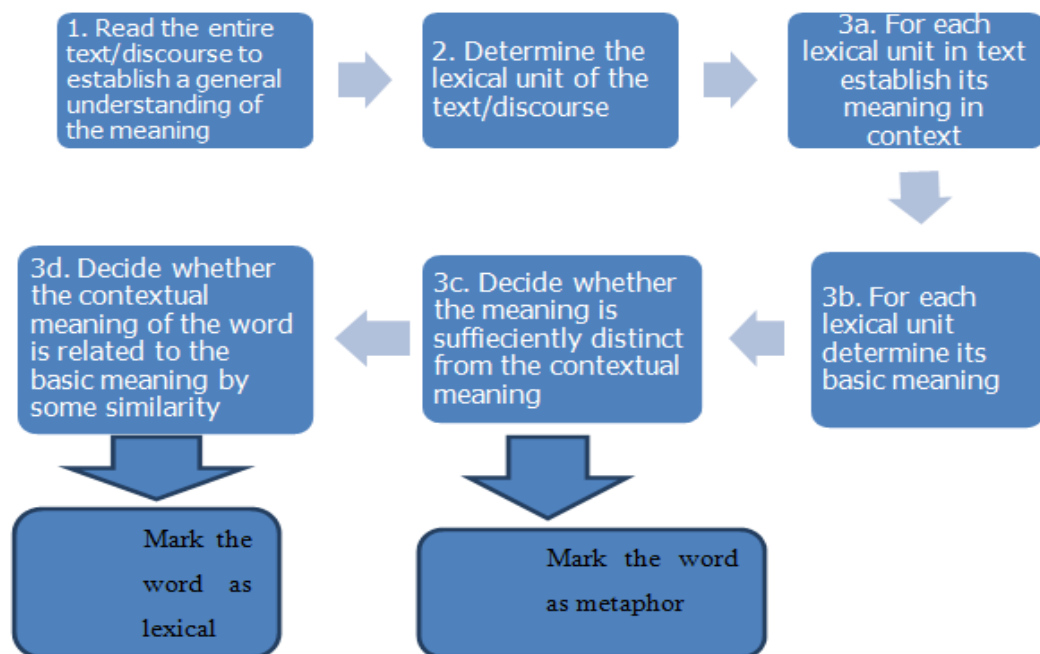 1. Read the entire
text/discourse to
establish a general
understanding of
the meaning
2. Determine the
lexical unit of the
text/discourse
3a. For each
lexical unit in text
establish its
meaning in
context
3b. For each
lexical unit
determine its
basic meaning
3c. Decide whether
the meaning is
suffieciently distinct
from the contextual
meaning
3d. Decide whether
the contextual
meaning of the word
is related to the
basic meaning by
some similarity
Mark the
word as
lexical
Mark the word
as metaphor